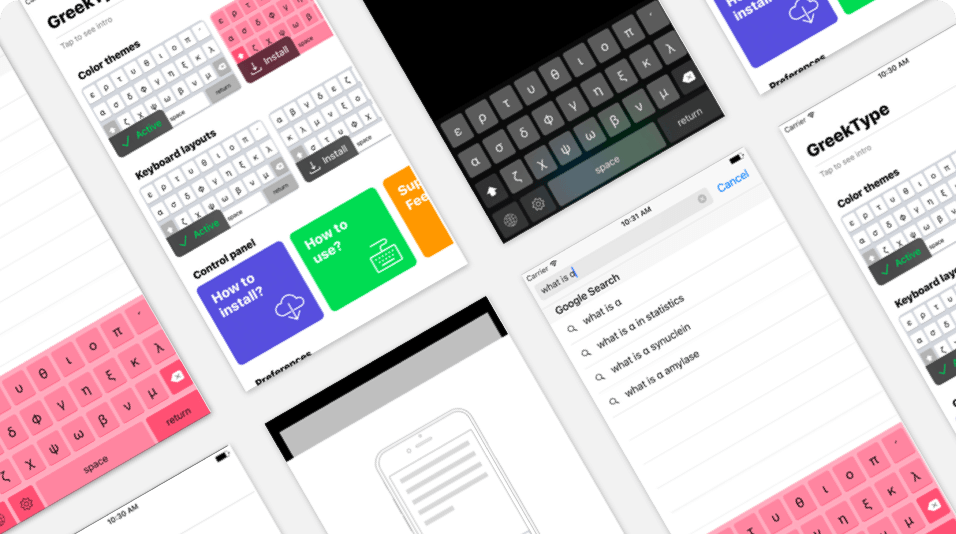 GreekTy
Tap to see intro
Color themes
ε ρ τ υ θ ι ο π ´
α σ δ φ γ η ξ κ λ
ζ χ ψ ω β ν μ
Active
space
return
Install
space
Keyboard layouts
ε ρ τ υ θ ι ο π ´
α σ δ φ γ η ξ κ λ
ζ χ ψ ω β ν μ
Active
space
return
α β γ δ ε ζ
Install
space
Control panel
How to
install?
How to
use?
Sup
Fee
Preferences
υ θ ι ο π ´
δ φ γ η ξ κ λ
ζ χ ψ ω β ν μ
space
return
10:30 AM
ε ρ τ υ θ ι ο π ´
α σ δ φ γ η ξ κ λ
ζ χ ψ ω β ν μ
space
return
install?
Preferences
Carrier
10:31 AM
what is α
Cancel
Google Search
what is α
what is α in statistics
what is α synuclein
what is α amylase
τ υ θ ι ο π ´
γ η ξ κ λ
ν μ
Carrier
10:30 AM
GreekType
Tap to see intro
Color themes
Active
space
Keyboard layo